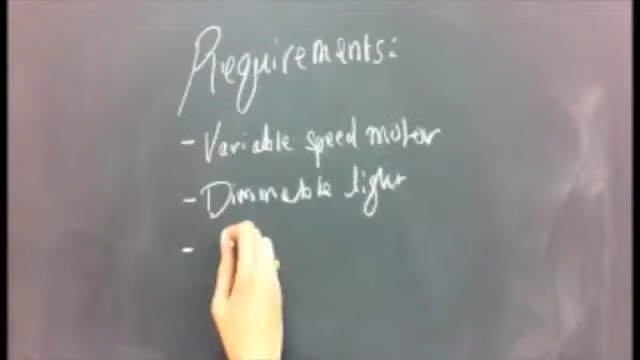 Requirements:
- Variable speed motor
- Dimmable light
-